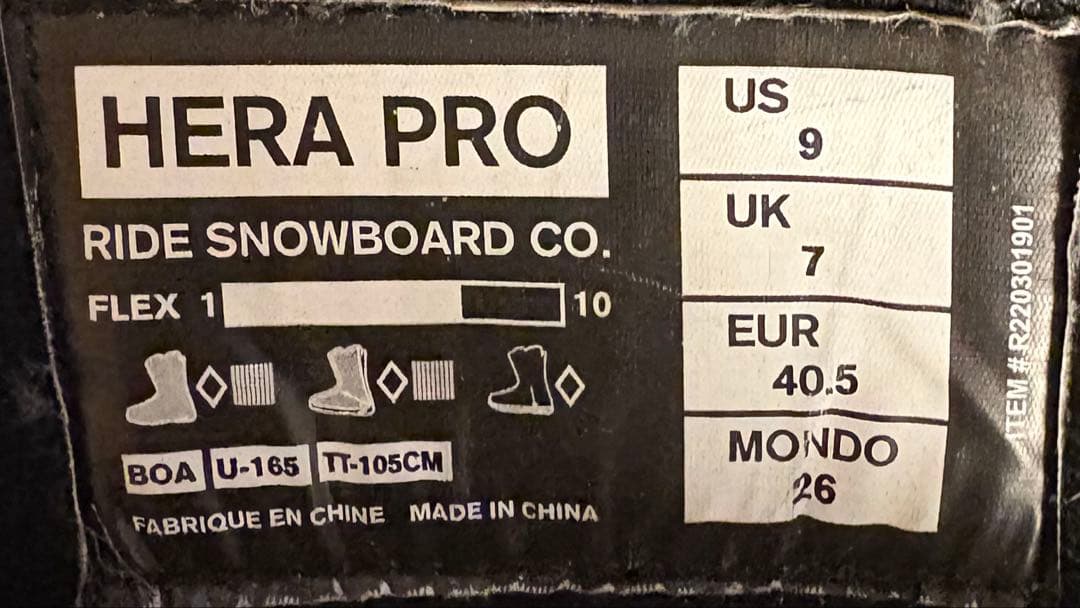 HERA PRO
RIDE SNOWBOARD CO.
FLEX 1 10
BOA U-165 TT-105CM
FABRIQUE EN CHINE MADE IN CHINA
US
9
UK
7
EUR
40.5
MONDO
26
ITEM # R220301901